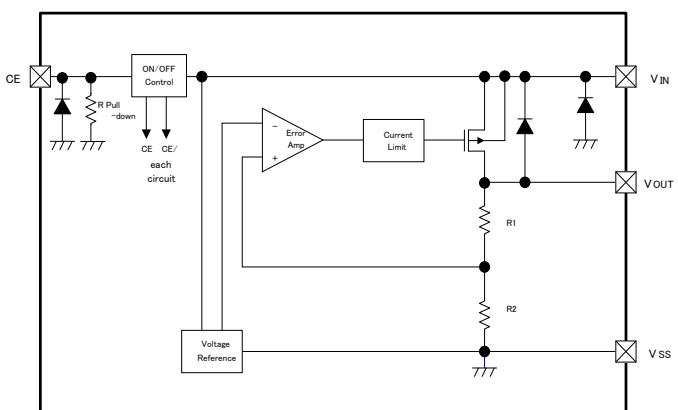 CE
ON/OFF
Control
V IN
R Pull
-down
CE CE/
each
circuit
−
Error
Amp
+
Current
Limit
V OUT
R1
R2
Voltage
Reference
V SS